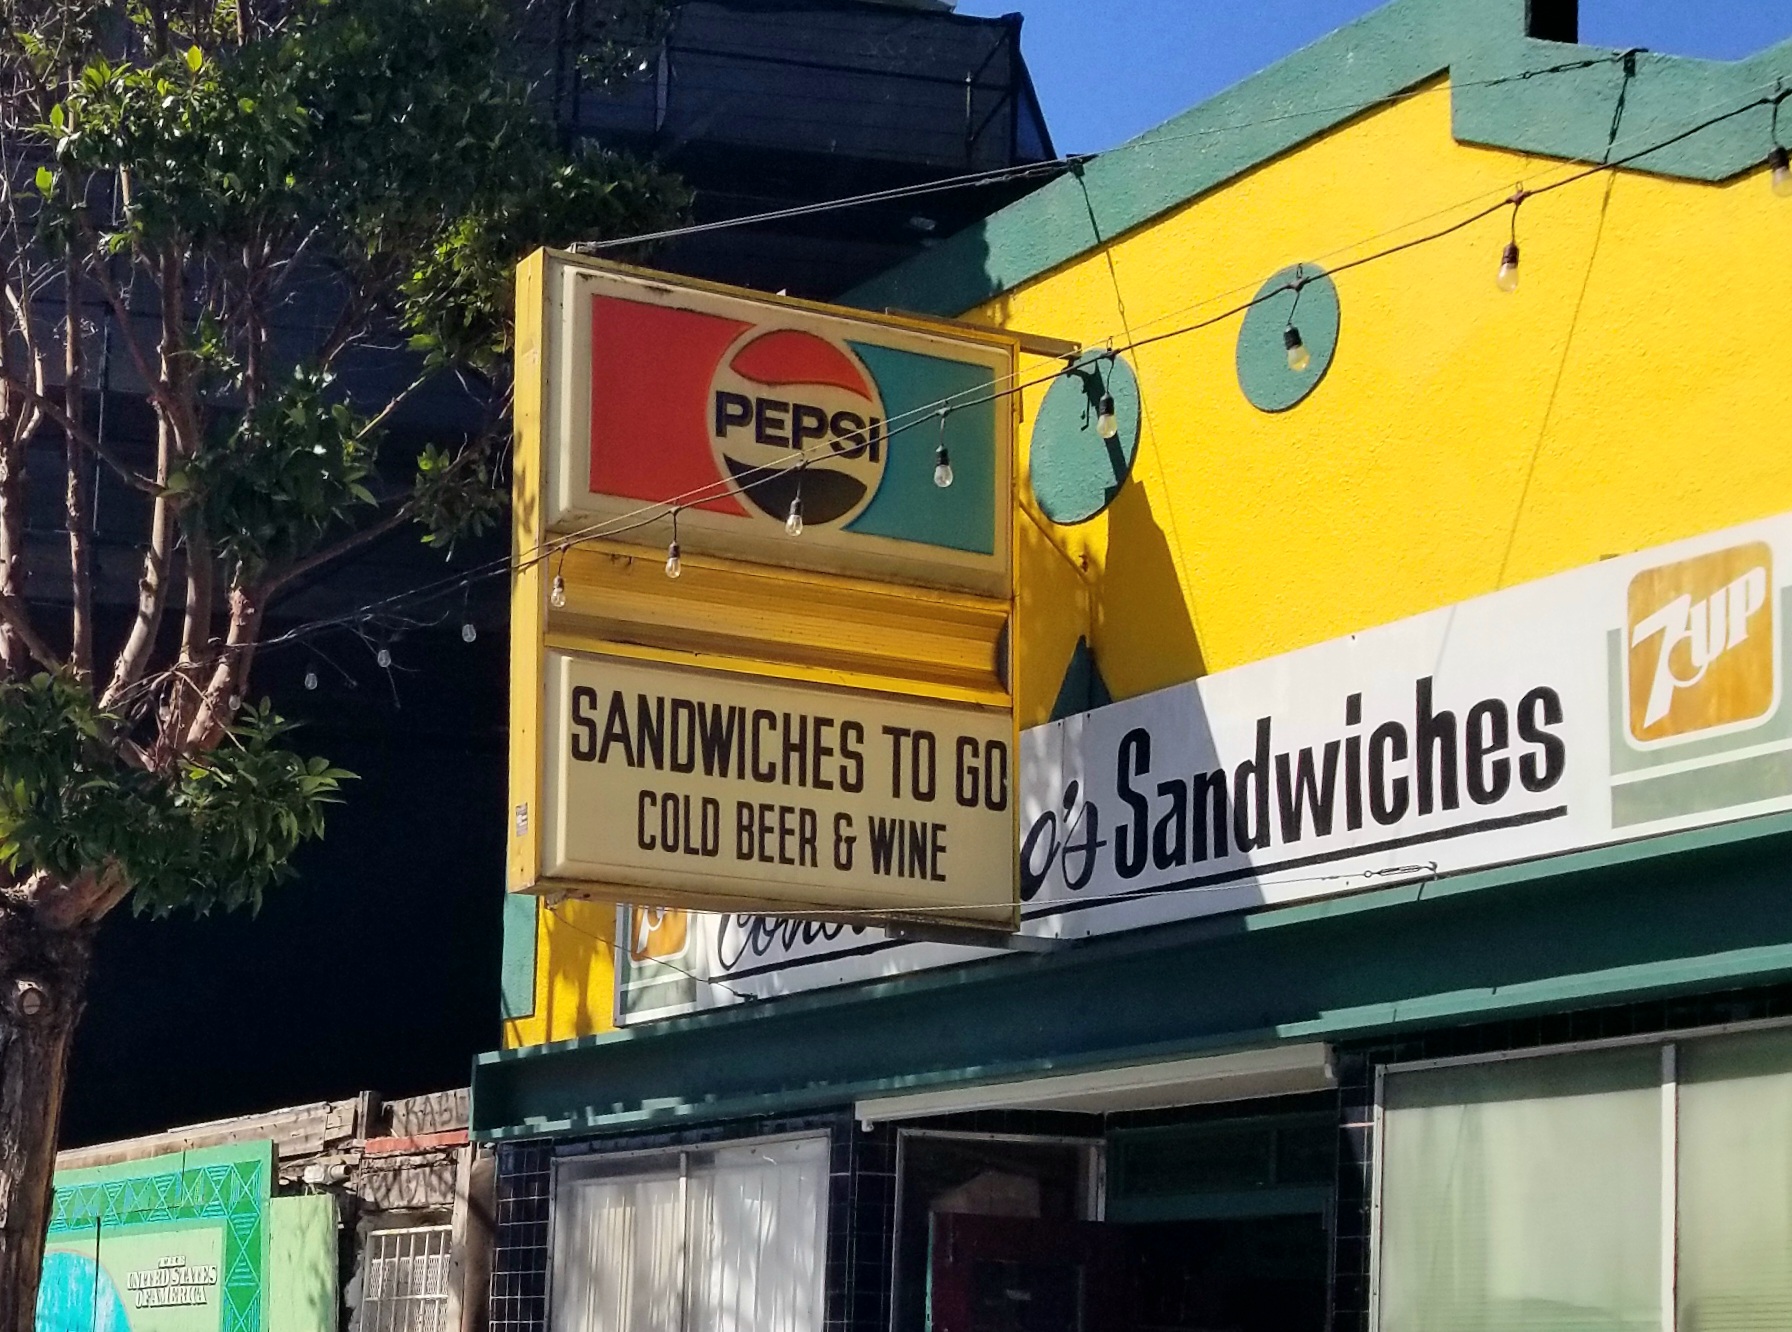 PEPSI
SANDWICHES TO GO
COLD BEER & WINE
o's Sandwiches
7UP
THE
UNITED STATES
OF AMERICA